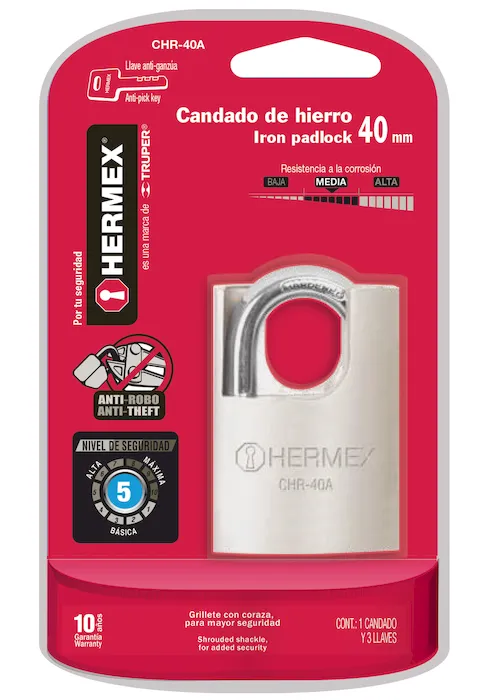 CHR-40A
Llave anti-ganzúa
HERMEX
Anti-pick key
Candado de hierro
Iron padlock 40 mm
Resistencia a la corrosión
BAJA MEDIA ALTA
Por tu seguridad
HERMEX®
es una marca de TRUPER®
HARDENED
ANTI-ROBO
ANTI-THEFT
NIVEL DE SEGURIDAD
ALTA MÁXIMA
5
BÁSICA
HERMEX
CHR-40A
10 años
Garantía
Warranty
Grillete con coraza,
para mayor seguridad
Shrouded shackle,
for added security
CONT.: 1 CANDADO
Y 3 LLAVES